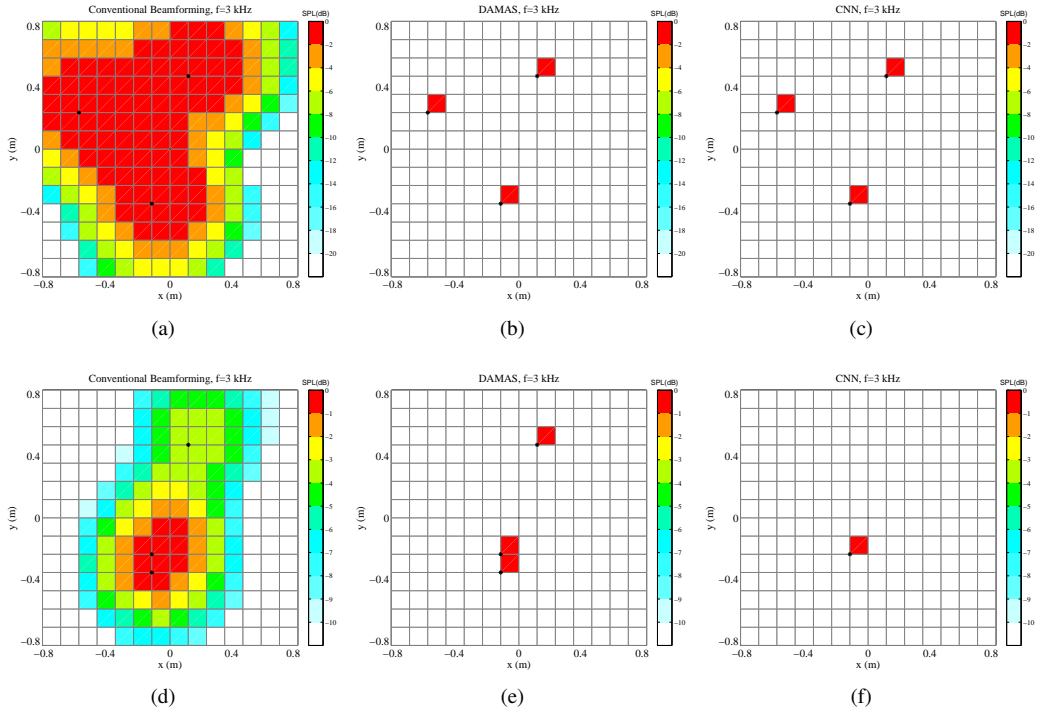 Conventional Beamforming, f=3 kHz
SPL(dB)
0.8
0.4
0
−0.4
−0.8
y (m)
−0.8 −0.4 0 0.4 0.8
x (m)
0
−2
−4
−6
−8
−10
−12
−14
−16
−18
−20
(a)
DAMAS, f=3 kHz
SPL(dB)
0.8
0.4
0
−0.4
−0.8
y (m)
−0.8 −0.4 0 0.4 0.8
x (m)
0
−2
−4
−6
−8
−10
−12
−14
−16
−18
−20
(b)
CNN, f=3 kHz
SPL(dB)
0.8
0.4
0
−0.4
−0.8
y (m)
−0.8 −0.4 0 0.4 0.8
x (m)
0
−2
−4
−6
−8
−10
−12
−14
−16
−18
−20
(c)
Conventional Beamforming, f=3 kHz
SPL(dB)
0.8
0.4
0
−0.4
−0.8
y (m)
−0.8 −0.4 0 0.4 0.8
x (m)
0
−1
−2
−3
−4
−5
−6
−7
−8
−9
−10
(d)
DAMAS, f=3 kHz
SPL(dB)
0.8
0.4
0
−0.4
−0.8
y (m)
−0.8 −0.4 0 0.4 0.8
x (m)
0
−1
−2
−3
−4
−5
−6
−7
−8
−9
−10
(e)
CNN, f=3 kHz
SPL(dB)
0.8
0.4
0
−0.4
−0.8
y (m)
−0.8 −0.4 0 0.4 0.8
x (m)
0
−1
−2
−3
−4
−5
−6
−7
−8
−9
−10
(f)